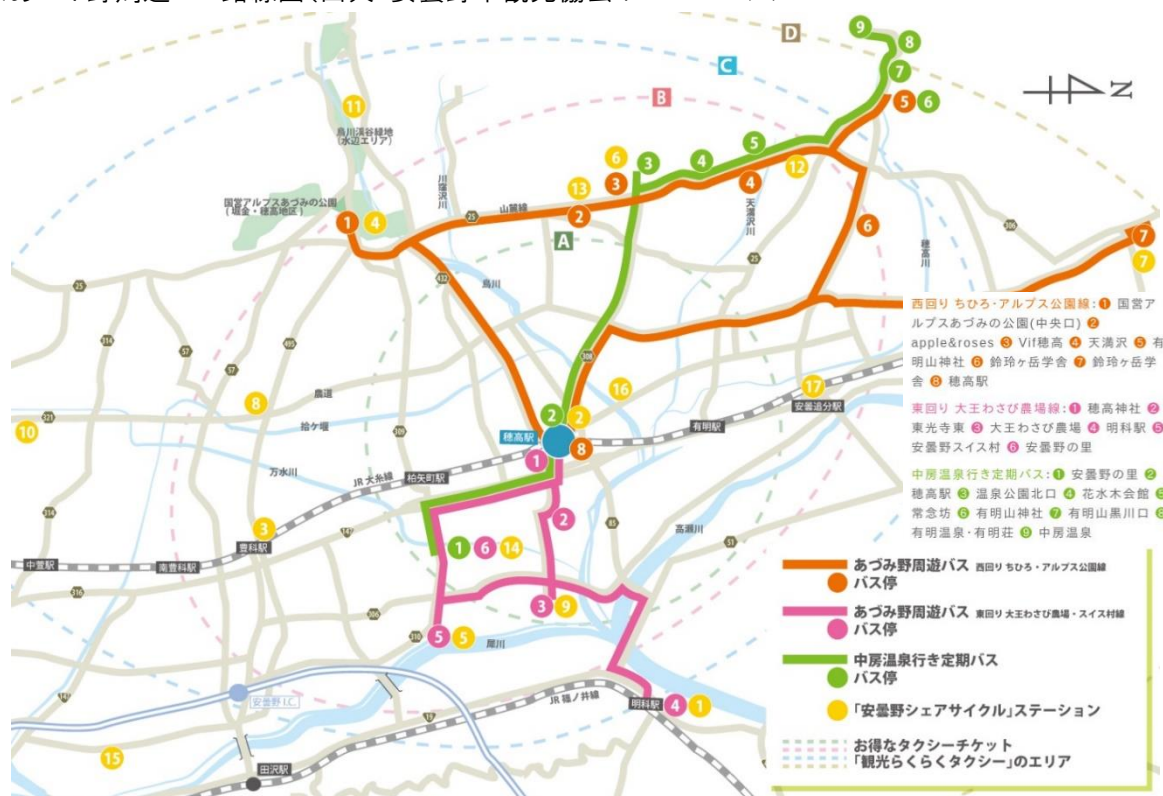 D
C
B
A
N
烏川渓谷緑地
(水辺エリア)
国営アルプスあづみの公園
(堀金・穂高地区)
川窪沢川
山麓線
天満沢川
穂高川
烏川
農道
拾ケ堰
万水川
JR 大糸線
穂高駅
柏矢町駅
有明駅
安曇追分駅
高瀬川
豊科駅
南豊科駅
中萱駅
犀川
JR 篠ノ井線
明科駅
安曇野 I.C.
田沢駅
西回り ちひろ・アルプス公園線:❶ 国営ア
ルプスあづみの公園(中央口) ❷
apple&roses ❸ Vif穂高 ❹ 天満沢 ❺ 有
明山神社 ❻ 鈴玲ヶ岳学舎 ❼ 鈴玲ヶ岳学
舎 ❽ 穂高駅
東回り 大王わさび農場線:❶ 穂高神社 ❷
東光寺東 ❸ 大王わさび農場 ❹ 明科駅 ❺
安曇野スイス村 ❻ 安曇野の里
中房温泉行き定期バス:❶ 安曇野の里 ❷
穂高駅 ❸ 温泉公園北口 ❹ 花水木会館 ❺
常念坊 ❻ 有明山神社 ❼ 有明山黒川口 ❽
有明温泉・有明荘 ❾ 中房温泉
あづみ野周遊バス 西回り ちひろ・アルプス公園線
バス停
あづみ野周遊バス 東回り 大王わさび農場・スイス村線
バス停
中房温泉行き定期バス
バス停
「安曇野シェアサイクル」ステーション
お得なタクシーチケット
「観光らくらくタクシー」のエリア